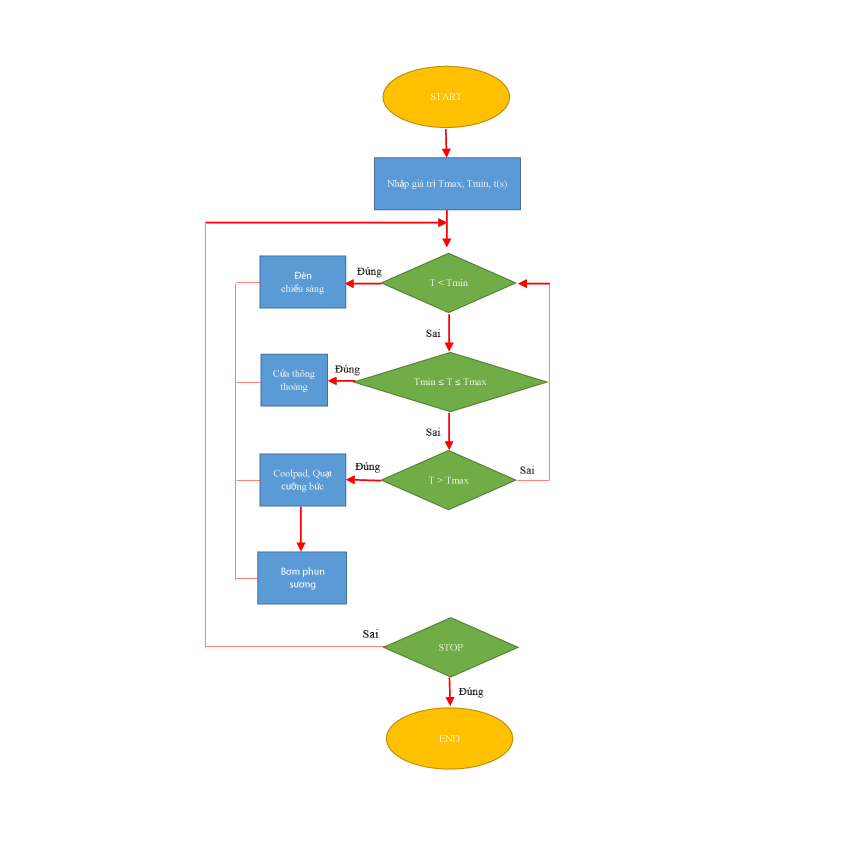 START
Nhập giá trị Tmax, Tmin, t(s)
Đúng
Đèn
chiếu sáng
T < Tmin
Sai
Đúng
Cửa thông
thoáng
Tmin ≤ T ≤ Tmax
Sai
Đúng
Coolpad, Quạt
cưỡng bức
T > Tmax
Sai
Bơm phun
sương
Sai
STOP
Đúng
END